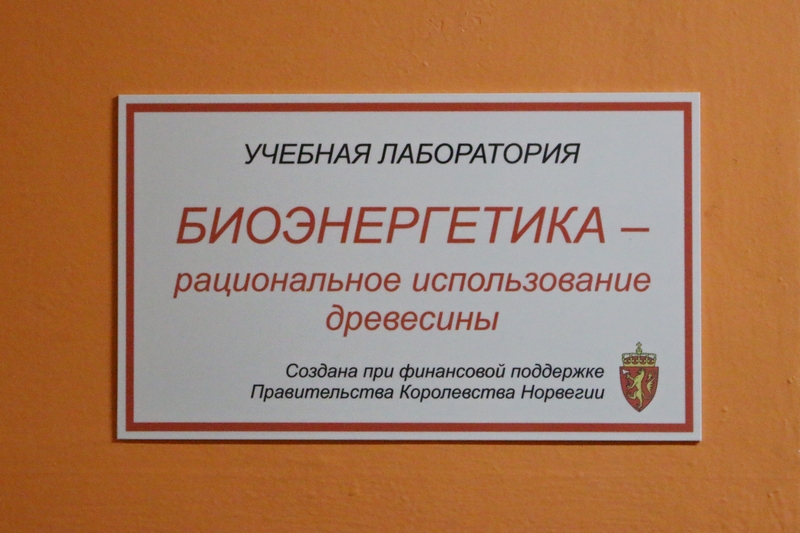 УЧЕБНАЯ ЛАБОРАТОРИЯ
БИОЭНЕРГЕТИКА –
рациональное использование
древесины
Создана при финансовой поддержке
Правительства Королевства Норвегии